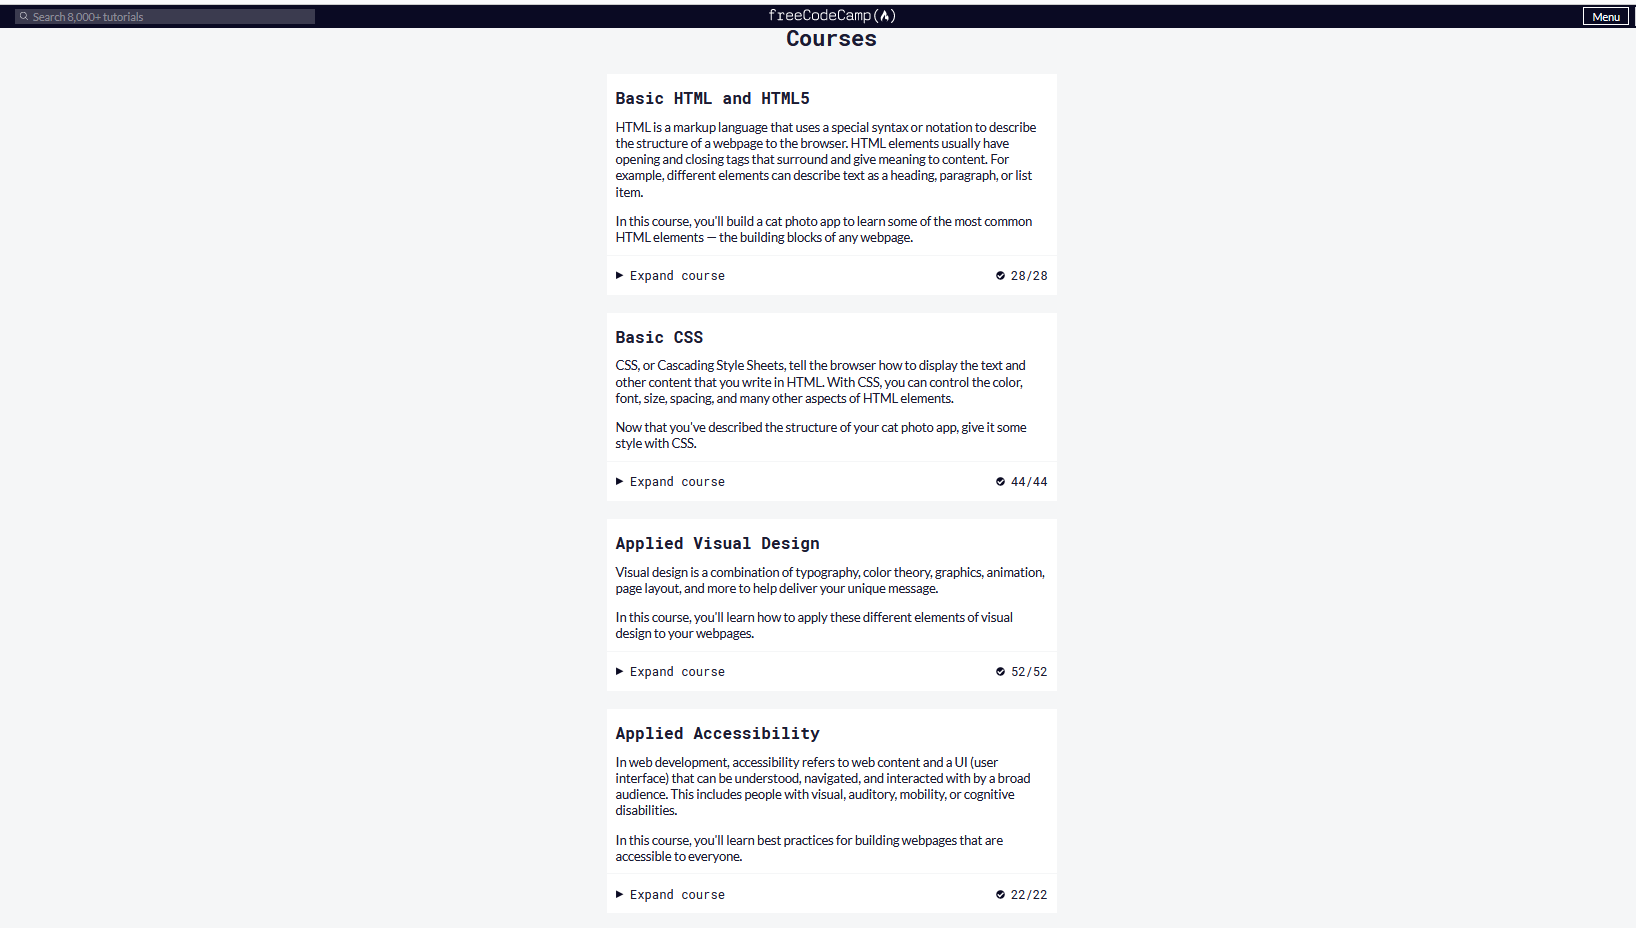 Search 8,000+ tutorials
freeCodeCamp
Menu
Courses
Basic HTML and HTML5
HTML is a markup language that uses a special syntax or notation to describe
the structure of a webpage to the browser. HTML elements usually have
opening and closing tags that surround and give meaning to content. For
example, different elements can describe text as a heading, paragraph, or list
item.
In this course, you'll build a cat photo app to learn some of the most common
HTML elements — the building blocks of any webpage.
Expand course
28/28
Basic CSS
CSS, or Cascading Style Sheets, tell the browser how to display the text and
other content that you write in HTML. With CSS, you can control the color,
font, size, spacing, and many other aspects of HTML elements.
Now that you've described the structure of your cat photo app, give it some
style with CSS.
Expand course
44/44
Applied Visual Design
Visual design is a combination of typography, color theory, graphics, animation,
page layout, and more to help deliver your unique message.
In this course, you'll learn how to apply these different elements of visual
design to your webpages.
Expand course
52/52
Applied Accessibility
In web development, accessibility refers to web content and a UI (user
interface) that can be understood, navigated, and interacted with by a broad
audience. This includes people with visual, auditory, mobility, or cognitive
disabilities.
In this course, you'll learn best practices for building webpages that are
accessible to everyone.
Expand course
22/22